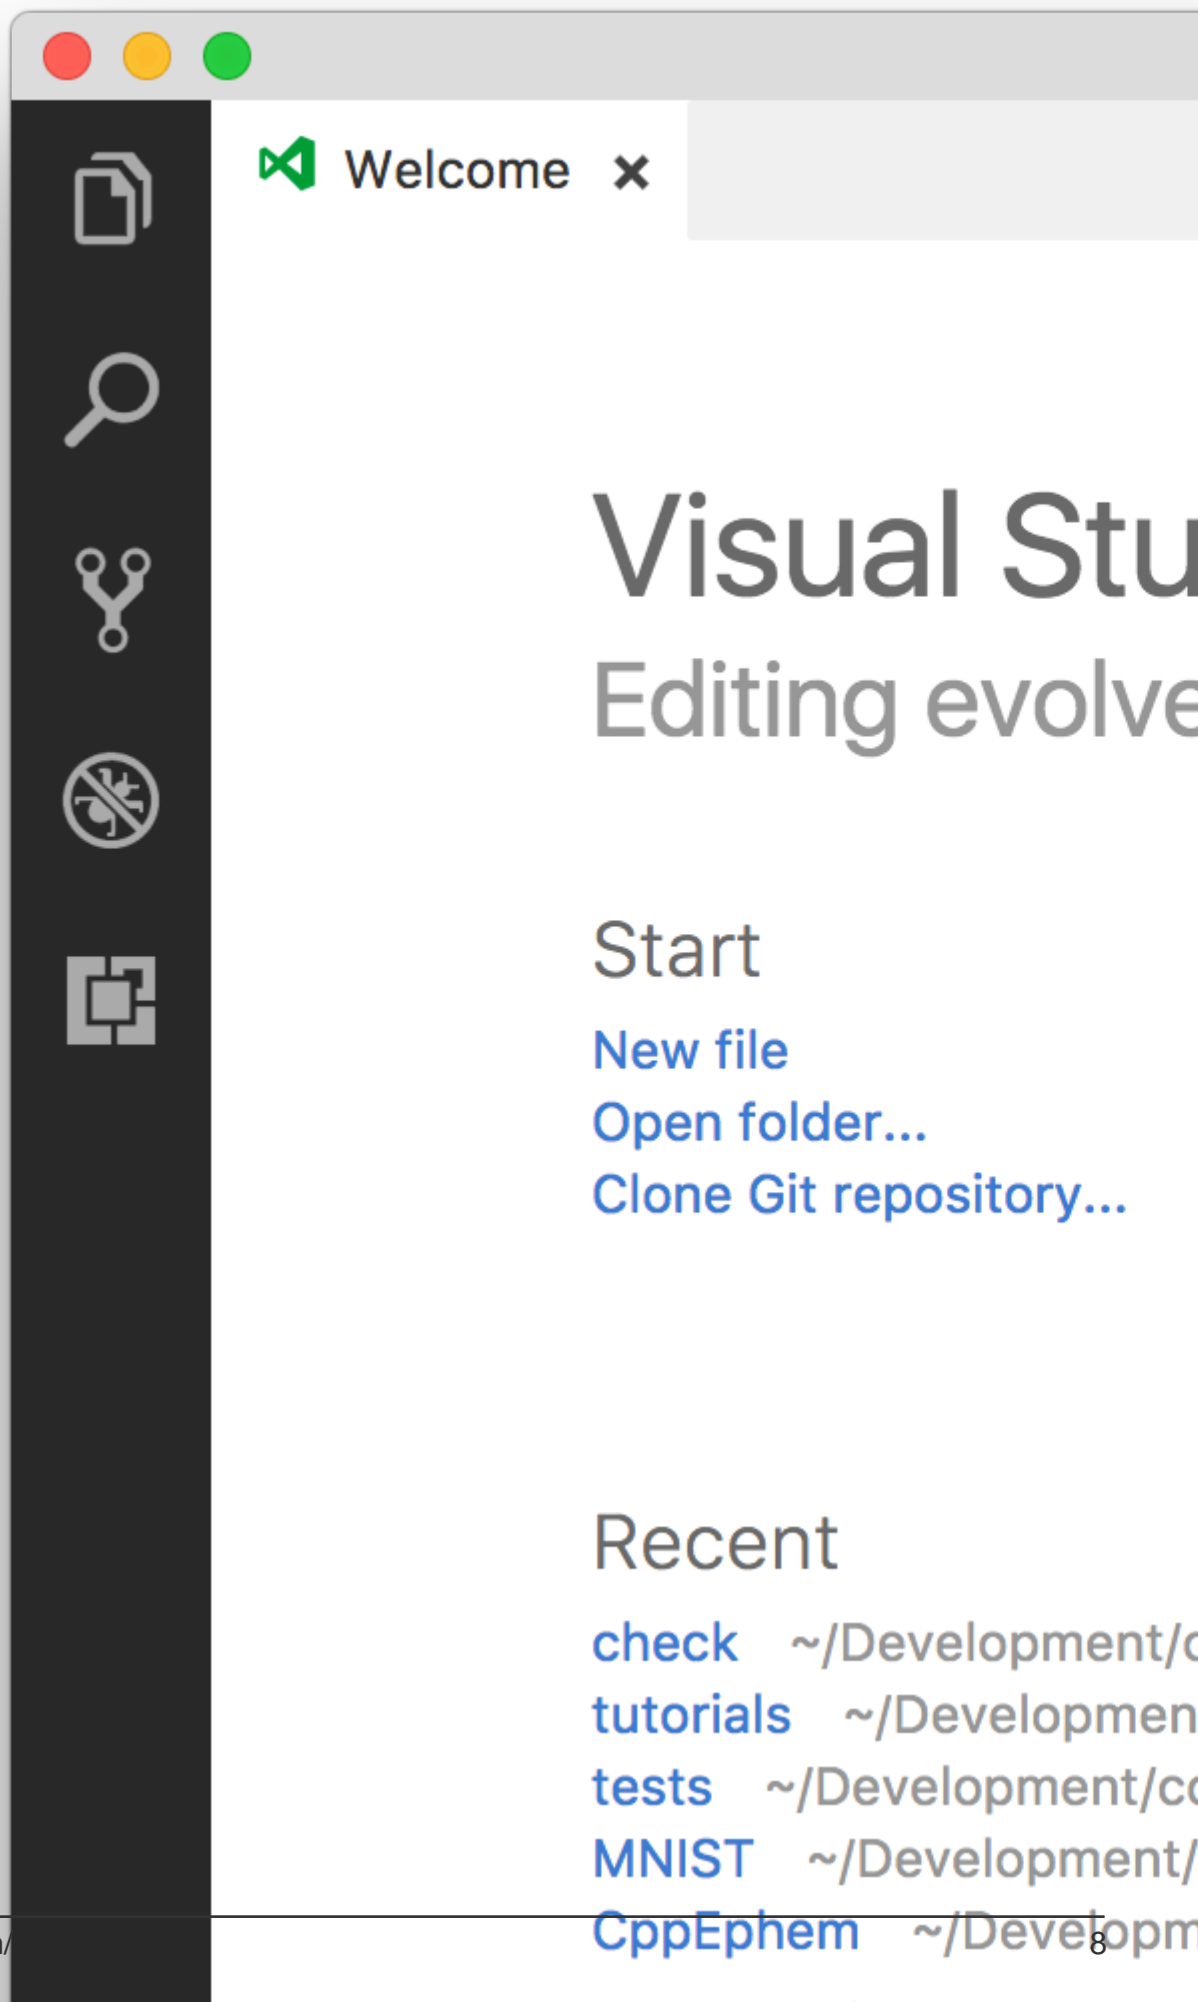 Welcome
Visual Stu
Editing evolve
Start
New file
Open folder...
Clone Git repository...
Recent
check ~/Development/c
tutorials ~/Developmen
tests ~/Development/co
MNIST ~/Development/
CppEphem ~/Developm
8